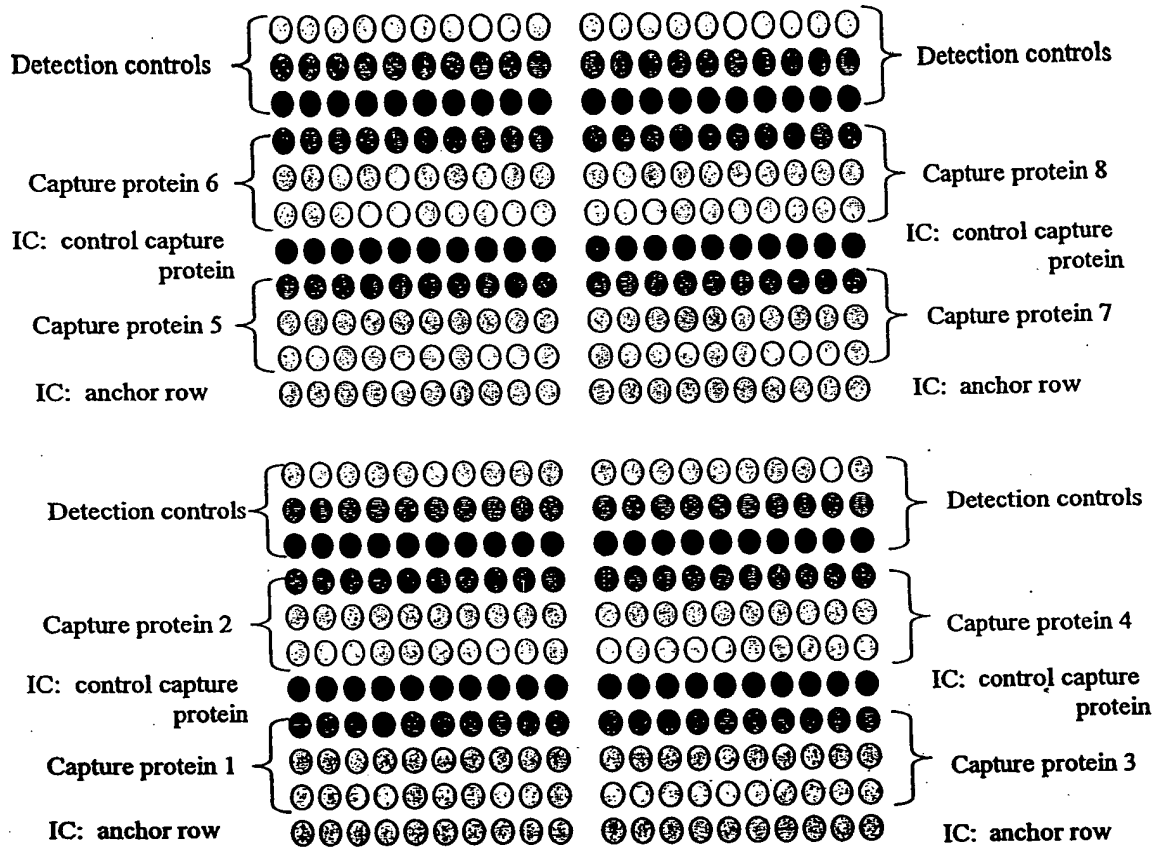 Detection controls
Detection controls
Capture protein 6
Capture protein 8
IC: control capture
protein
IC: control capture
protein
Capture protein 5
Capture protein 7
IC: anchor row
IC: anchor row
Detection controls
Detection controls
Capture protein 2
Capture protein 4
IC: control capture
protein
IC: control capture
protein
Capture protein 1
Capture protein 3
IC: anchor row
IC: anchor row